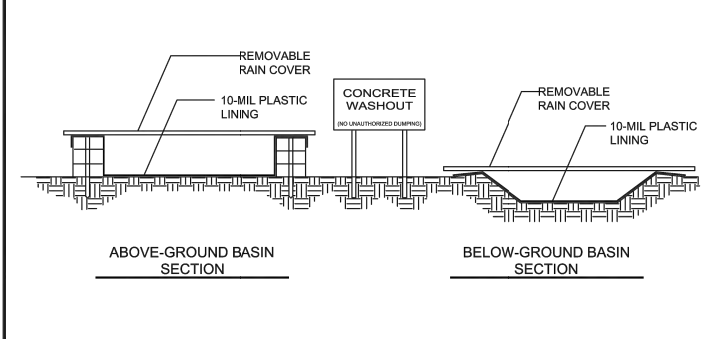 REMOVABLE
RAIN COVER
10-MIL PLASTIC
LINING
ABOVE-GROUND BASIN
SECTION
CONCRETE
WASHOUT
(NO UNAUTHORIZED DUMPING)
REMOVABLE
RAIN COVER
10-MIL PLASTIC
LINING
BELOW-GROUND BASIN
SECTION